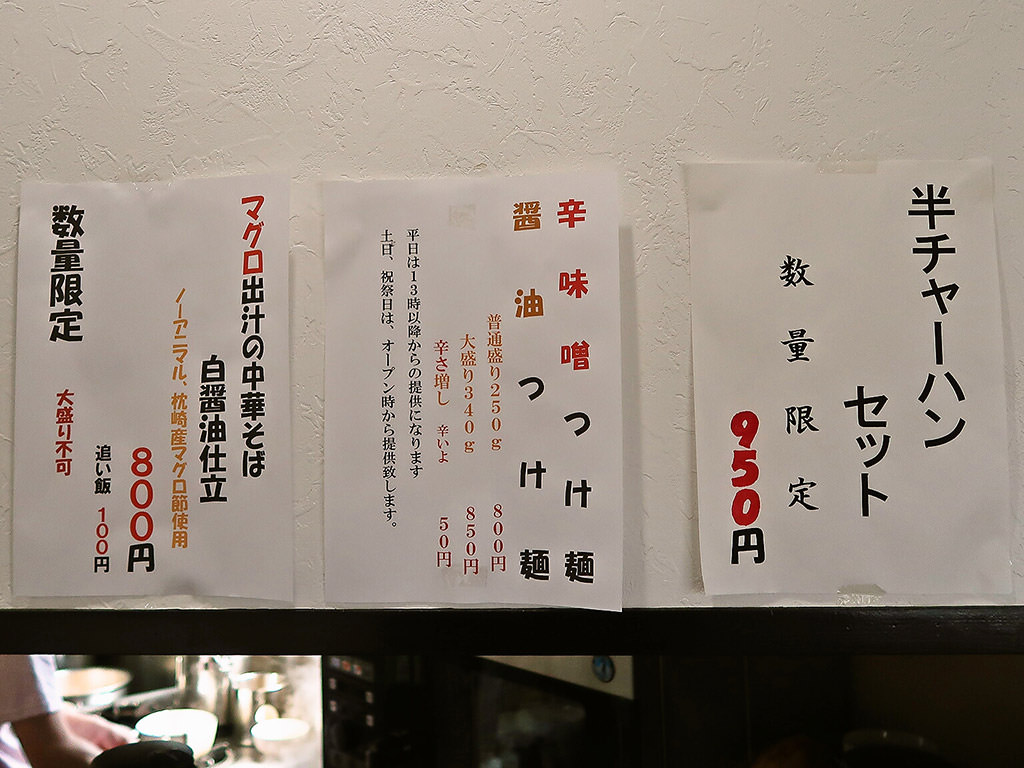 半チャーハン
セット
数量限定
950円
辛味噌つけ麺
醤油つけ麺
普通盛り250g 800円
大盛り340g 850円
辛さ増し 辛いよ 50円
平日は13時以降からの提供になります
土日、祝祭日は、オープン時から提供致します。
マグロ出汁の中華そば
白醤油仕立
ノーアニマル、枕崎産マグロ節使用
800円
追い飯 100円
数量限定 大盛り不可